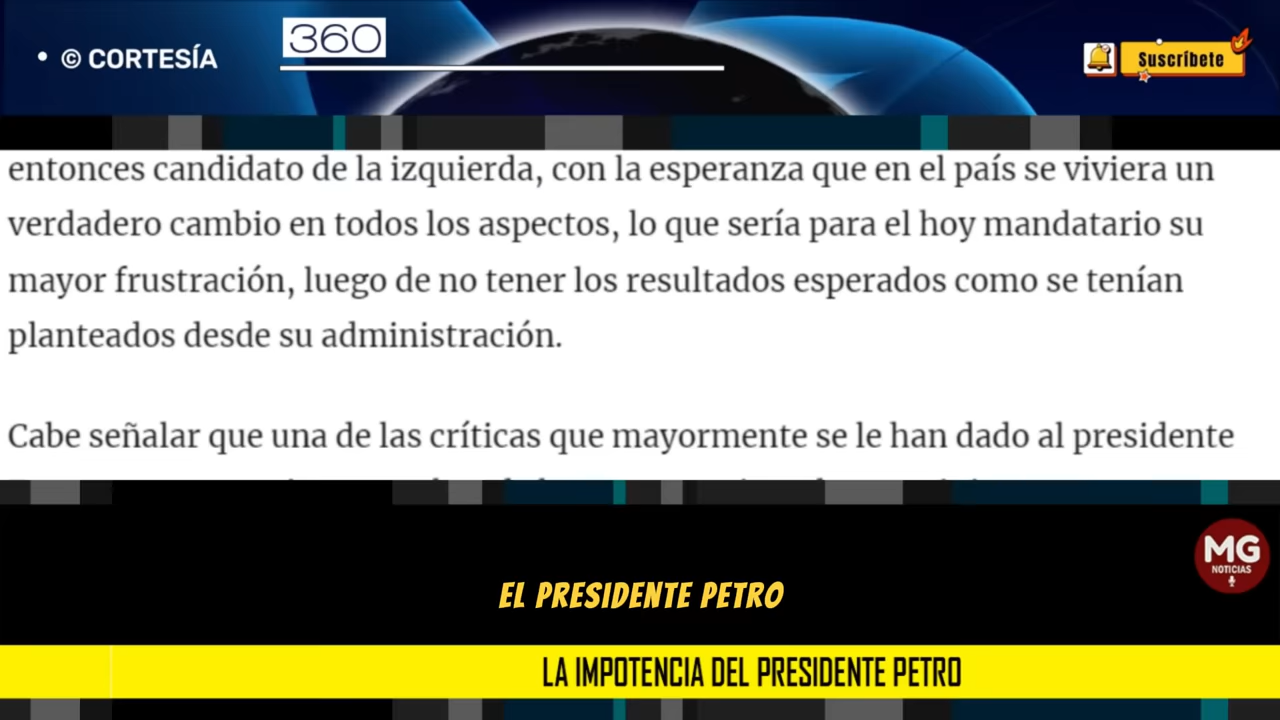 • © CORTESÍA
360
Suscríbete
entonces candidato de la izquierda, con la esperanza que en el país se viviera un
verdadero cambio en todos los aspectos, lo que sería para el hoy mandatario su
mayor frustración, luego de no tener los resultados esperados como se tenían
planteados desde su administración.
Cabe señalar que una de las críticas que mayormente se le han dado al presidente
MG
NOTICIAS
EL PRESIDENTE PETRO
LA IMPOTENCIA DEL PRESIDENTE PETRO